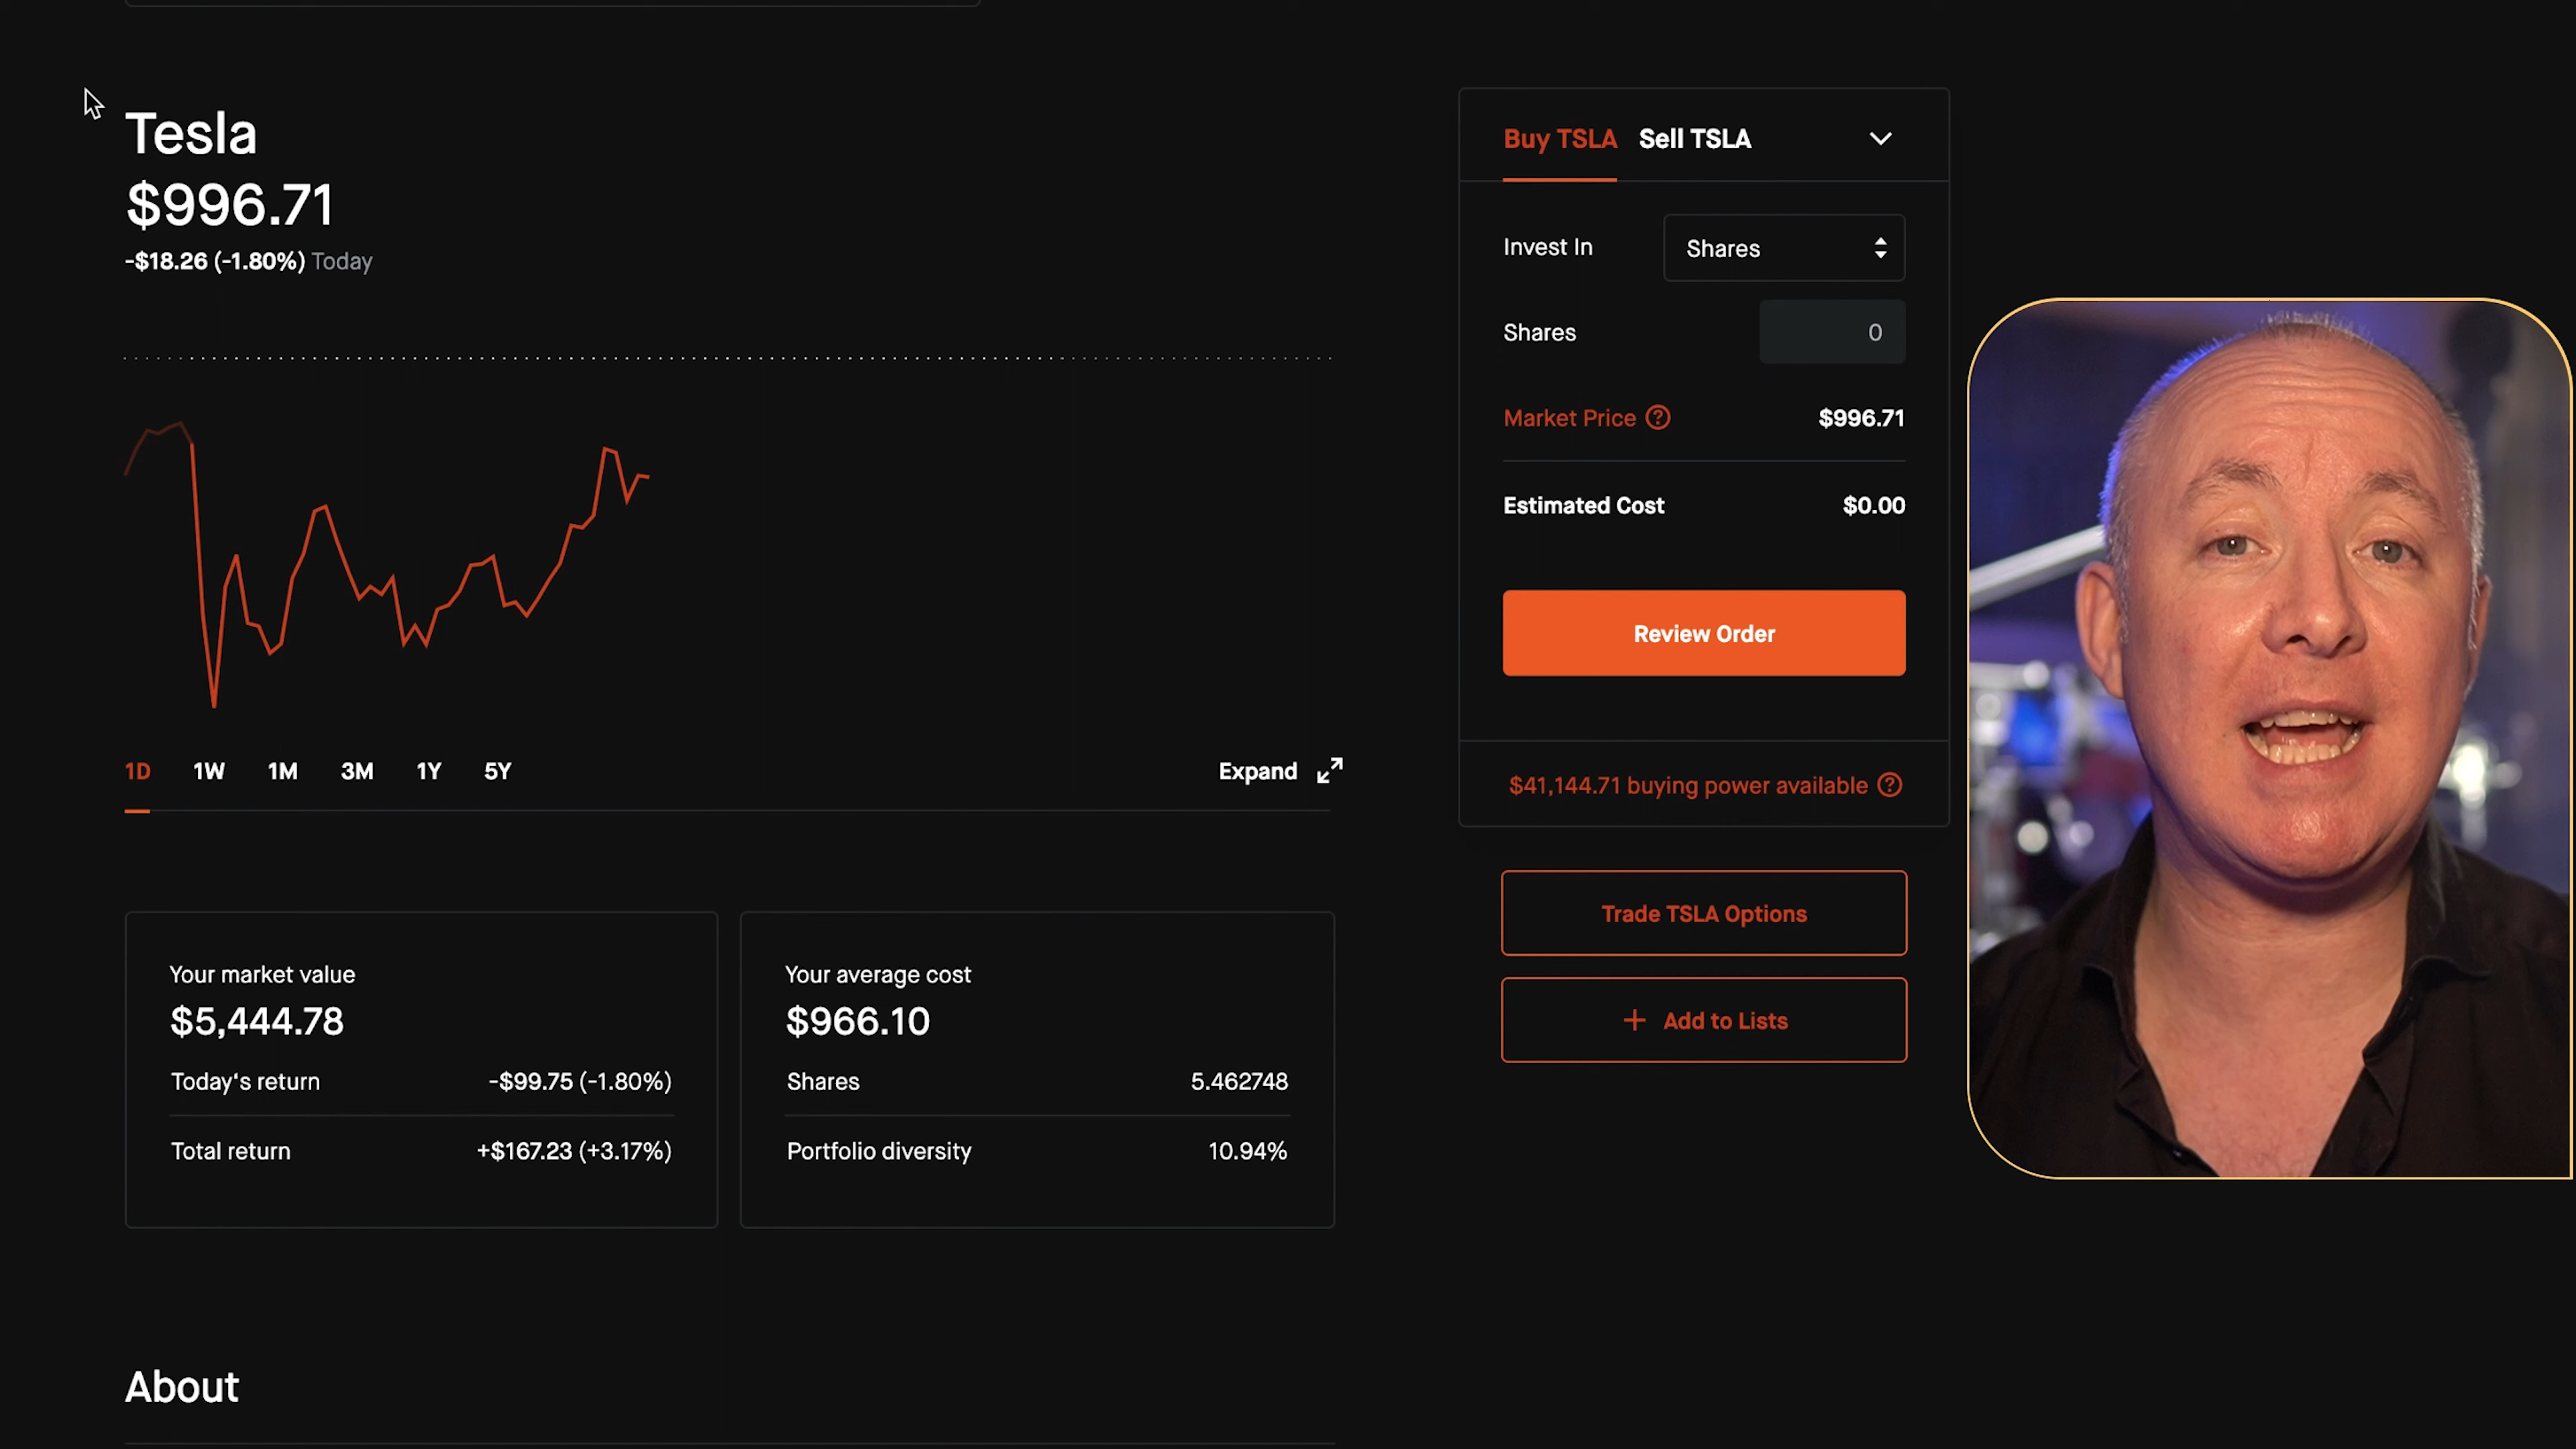 Tesla
$996.71
-$18.26 (-1.80%) Today
1D 1W 1M 3M 1Y 5Y Expand
Your market value
$5,444.78
Today's return -$99.75 (-1.80%)
Total return +$167.23 (+3.17%)
Your average cost
$966.10
Shares 5.462748
Portfolio diversity 10.94%
About
Buy TSLA Sell TSLA
Invest In Shares
Shares 0
Market Price $996.71
Estimated Cost $0.00
Review Order
$41,144.71 buying power available
Trade TSLA Options
+ Add to Lists